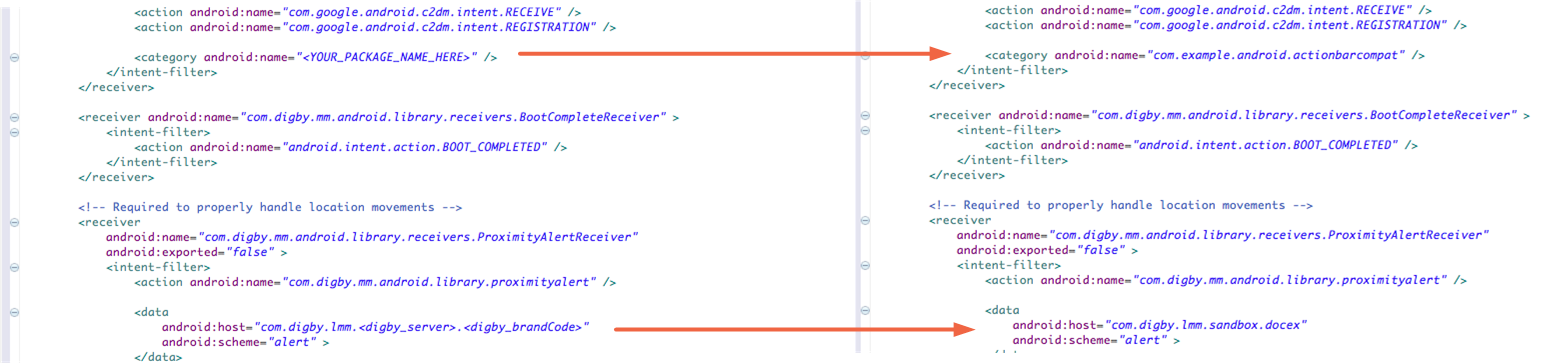 <action android:name="com.google.android.c2dm.intent.RECEIVE" />
<action android:name="com.google.android.c2dm.intent.REGISTRATION" />
<category android:name="<YOUR_PACKAGE_NAME_HERE>" />
</intent-filter>
</receiver>
<receiver android:name="com.digby.mm.android.library.receivers.BootCompleteReceiver" >
<intent-filter>
<action android:name="android.intent.action.BOOT_COMPLETED" />
</intent-filter>
</receiver>
<!-- Required to properly handle location movements -->
<receiver
android:name="com.digby.mm.android.library.receivers.ProximityAlertReceiver"
android:exported="false" >
<intent-filter>
<action android:name="com.digby.mm.android.library.proximityalert" />
<data
android:host="com.digby.lmm.<digby_server>.<digby_brandCode>"
android:scheme="alert" >
</data>
<action android:name="com.google.android.c2dm.intent.RECEIVE" />
<action android:name="com.google.android.c2dm.intent.REGISTRATION" />
<category android:name="com.example.android.actionbarcompat" />
</intent-filter>
</receiver>
<receiver android:name="com.digby.mm.android.library.receivers.BootCompleteReceiver" >
<intent-filter>
<action android:name="android.intent.action.BOOT_COMPLETED" />
</intent-filter>
</receiver>
<!-- Required to properly handle location movements -->
<receiver
android:name="com.digby.mm.android.library.receivers.ProximityAlertReceiver"
android:exported="false" >
<intent-filter>
<action android:name="com.digby.mm.android.library.proximityalert" />
<data
android:host="com.digby.lmm.sandbox.docex"
android:scheme="alert" >